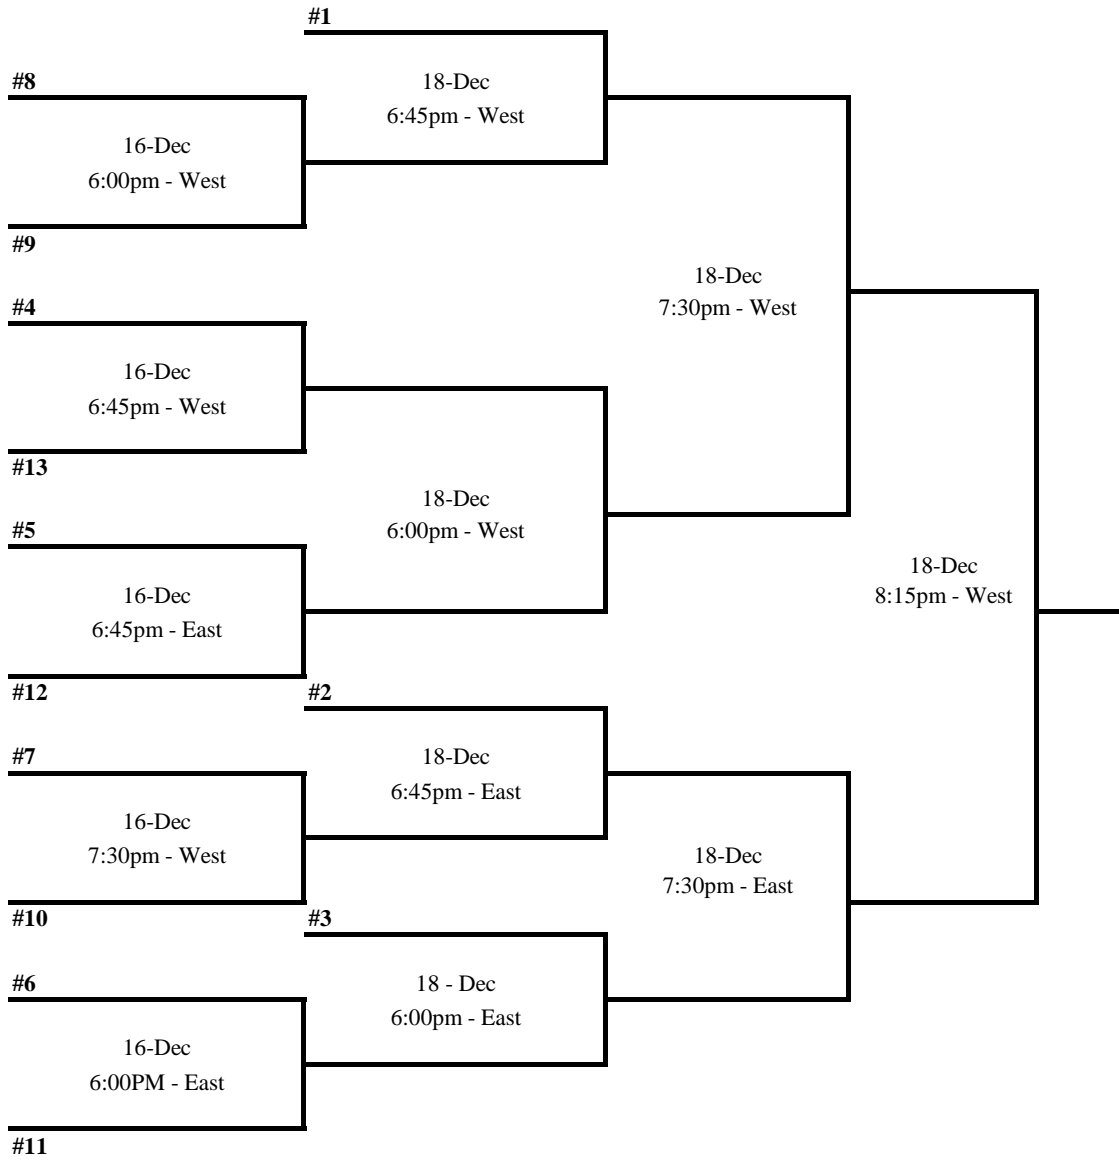 #1
#8
18-Dec
6:45pm - West
16-Dec
6:00pm - West
#9
18-Dec
7:30pm - West
#4
16-Dec
6:45pm - West
#13
18-Dec
6:00pm - West
#5
18-Dec
8:15pm - West
16-Dec
6:45pm - East
#12
#2
#7
18-Dec
6:45pm - East
16-Dec
7:30pm - West
18-Dec
7:30pm - East
#10
#3
#6
18 - Dec
6:00pm - East
16-Dec
6:00PM - East
#11